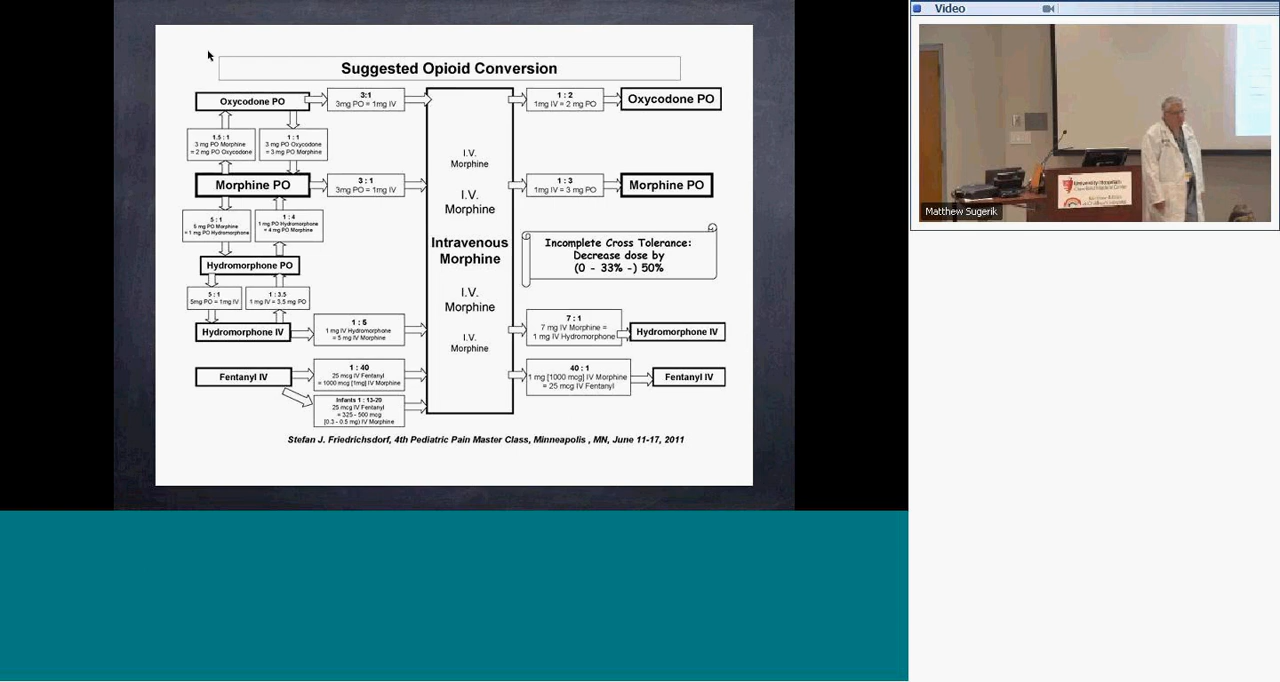 Video
Suggested Opioid Conversion
Oxycodone PO
3:1
3mg PO = 1mg IV
1 : 2
1mg IV = 2 mg PO
Oxycodone PO
1.5 : 1
3 mg PO Morphine
= 2 mg PO Oxycodone
1 : 1
3 mg PO Oxycodone
= 3 mg PO Morphine
I.V.
Morphine
Morphine PO
3 : 1
3mg PO = 1mg IV
I.V.
Morphine
1 : 3
1mg IV = 3 mg PO
Morphine PO
5 : 1
5 mg PO Morphine
= 1 mg PO Hydromorphone
1 : 4
1 mg PO Hydromorphone
= 4 mg PO Morphine
Intravenous
Morphine
Incomplete Cross Tolerance:
Decrease dose by
(0 - 33% -) 50%
Hydromorphone PO
5 : 1
5mg PO = 1mg IV
1 : 3.5
1 mg IV = 3.5 mg PO
I.V.
Morphine
Hydromorphone IV
1 : 5
1 mg IV Hydromorphone
= 5 mg IV Morphine
I.V.
Morphine
7 : 1
7 mg IV Morphine =
1 mg IV Hydromorphone
Hydromorphone IV
Fentanyl IV
1 : 40
25 mcg IV Fentanyl
= 1000 mcg [1mg] IV Morphine
40 : 1
1 mg [1000 mcg] IV Morphine
= 25 mcg IV Fentanyl
Fentanyl IV
Infants 1 : 13-20
25 mcg IV Fentanyl
= 325 - 500 mcg
[0.3 - 0.5 mg) IV Morphine
Stefan J. Friedrichsdorf, 4th Pediatric Pain Master Class, Minneapolis , MN, June 11-17, 2011
University Hospitals
Matthew Sugerik